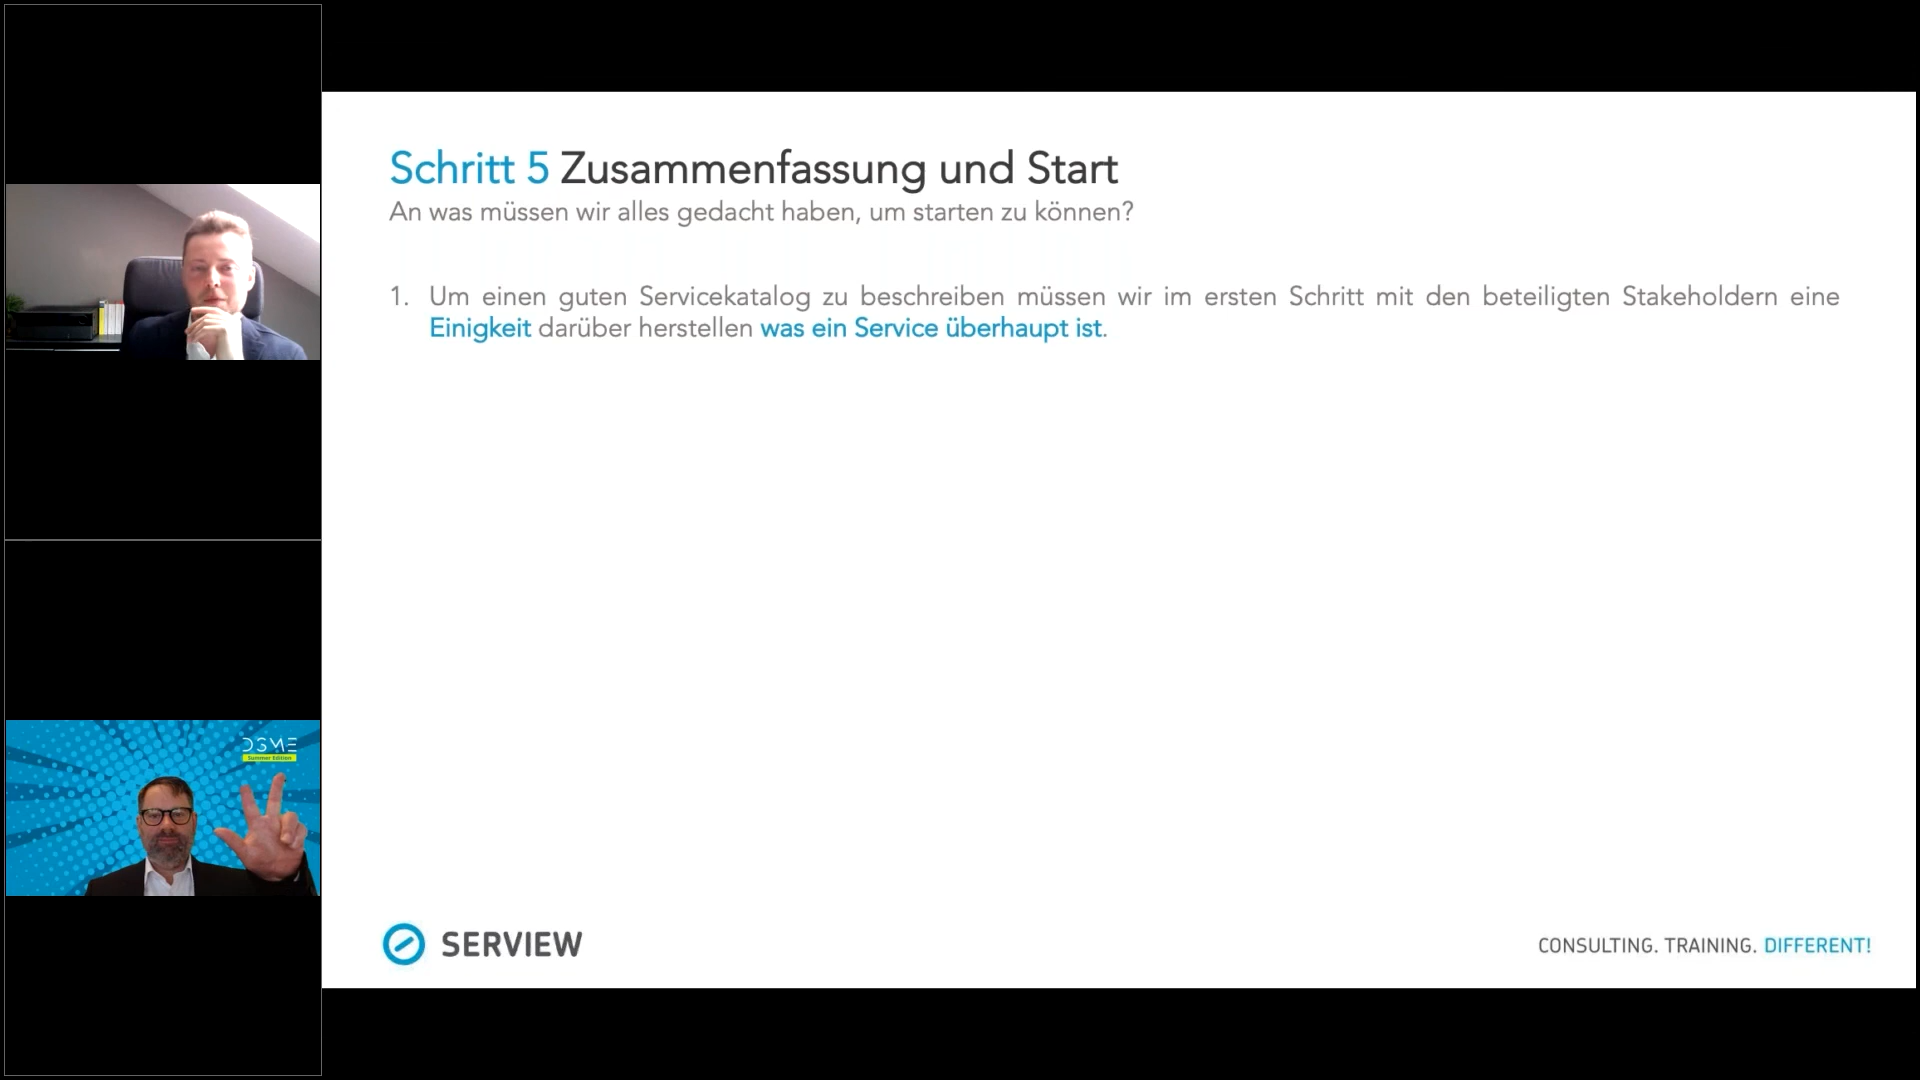 Schritt 5 Zusammenfassung und Start
An was müssen wir alles gedacht haben, um starten zu können?
1. Um einen guten Servicekatalog zu beschreiben müssen wir im ersten Schritt mit den beteiligten Stakeholdern eine
Einigkeit darüber herstellen was ein Service überhaupt ist.
DSME
Summer Edition
SERVIEW
CONSULTING. TRAINING. DIFFERENT!